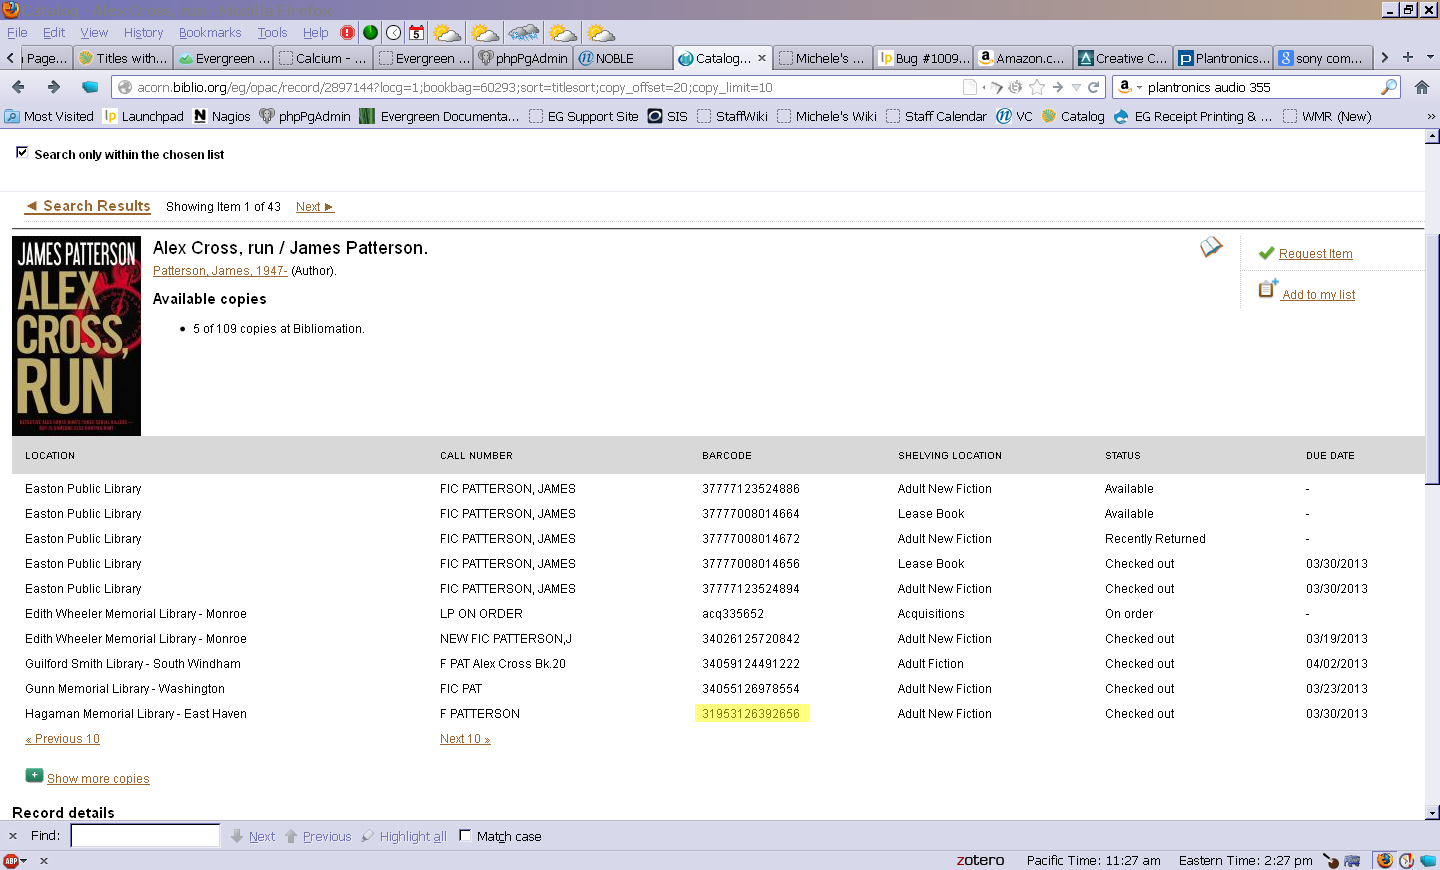 File Edit View History Bookmarks Tools Help 5
Page... Titles with... Evergreen ... Calcium - ... Evergreen ... phpPgAdmin NOBLE Catalog... × Michele's ... lp Bug #1009... Amazon.c... Creative C... Plantronics... sony com...
acorn.biblio.org/eg/opac/record/2897144?locg=1;bookbag=60293;sort=titlesort;copy_offset=20;copy_limit=10 plantronics audio 355
Most Visited lp Launchpad N Nagios phpPgAdmin Evergreen Documenta... EG Support Site SIS StaffWiki Michele's Wiki Staff Calendar VC Catalog EG Receipt Printing & ... WMR (New) »
Search only within the chosen list
◄ Search Results Showing Item 1 of 43 Next ►
JAMES PATTERSON
ALEX
CROSS,
RUN
Alex Cross, run / James Patterson.
Patterson, James, 1947- (Author).
Available copies
• 5 of 109 copies at Bibliomation.
Request Item
Add to my list
LOCATION CALL NUMBER BARCODE SHELVING LOCATION STATUS DUE DATE
Easton Public Library FIC PATTERSON, JAMES 37777123524886 Adult New Fiction Available -
Easton Public Library FIC PATTERSON, JAMES 37777008014664 Lease Book Available -
Easton Public Library FIC PATTERSON, JAMES 37777008014672 Adult New Fiction Recently Returned -
Easton Public Library FIC PATTERSON, JAMES 37777008014656 Lease Book Checked out 03/30/2013
Easton Public Library FIC PATTERSON, JAMES 37777123524894 Adult New Fiction Checked out 03/30/2013
Edith Wheeler Memorial Library - Monroe LP ON ORDER acq335652 Acquisitions On order -
Edith Wheeler Memorial Library - Monroe NEW FIC PATTERSON,J 34026125720842 Adult New Fiction Checked out 03/19/2013
Guilford Smith Library - South Windham F PAT Alex Cross Bk.20 34059124491222 Adult Fiction Checked out 04/02/2013
Gunn Memorial Library - Washington FIC PAT 34055126978554 Adult New Fiction Checked out 03/23/2013
Hagaman Memorial Library - East Haven F PATTERSON 31953126392656 Adult New Fiction Checked out 03/30/2013
« Previous 10 Next 10 »
Show more copies
Record details
× Find: Next Previous Highlight all Match case
ABP × zotero Pacific Time: 11:27 am Eastern Time: 2:27 pm